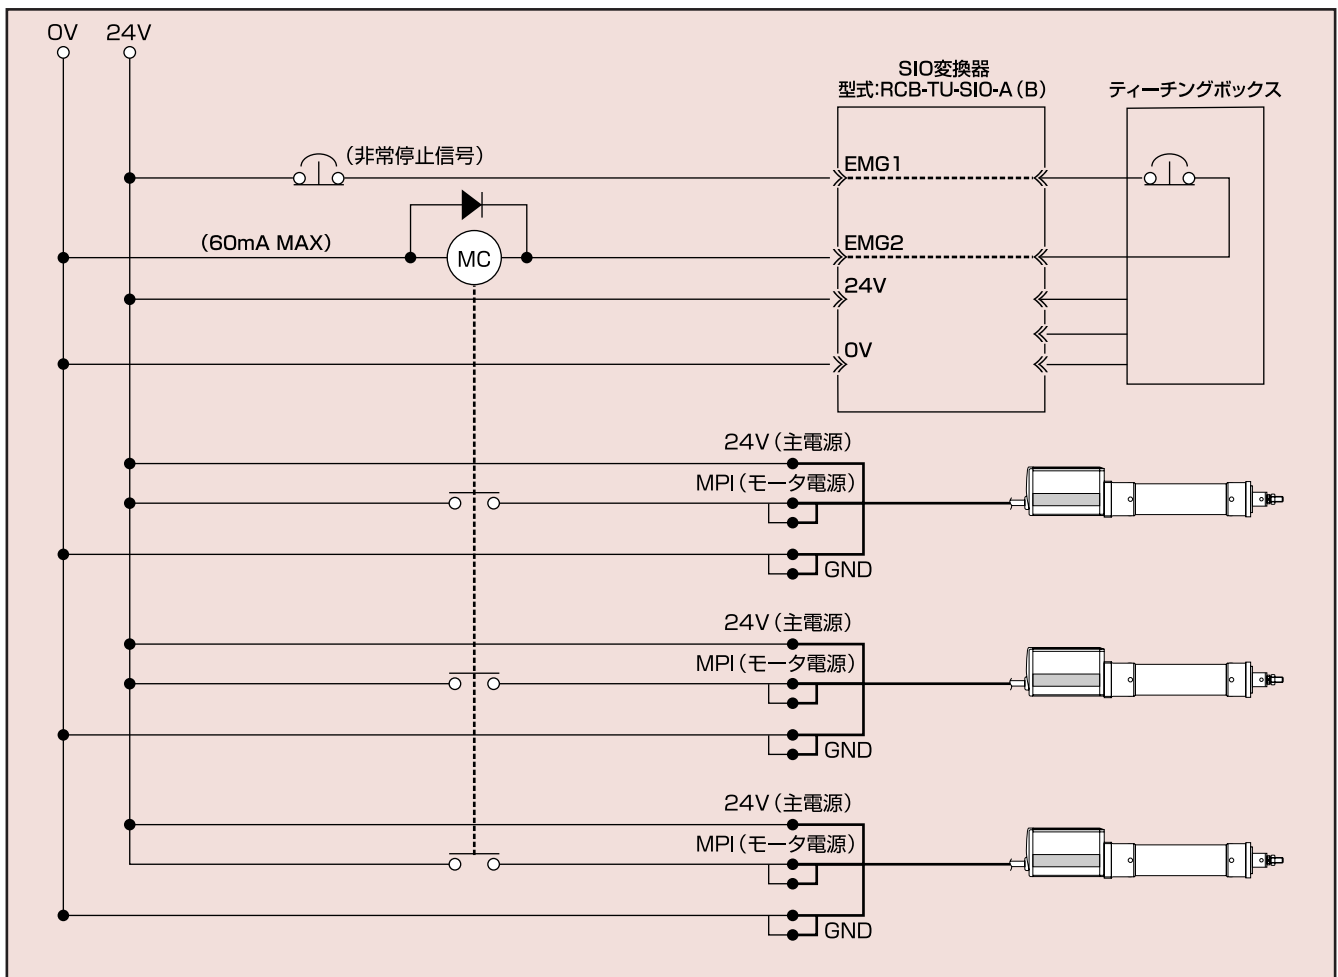 0V 24V
SIO変換器
型式:RCB-TU-SIO-A(B)
ティーチングボックス
(非常停止信号)
EMG1
(60mA MAX)
MC
EMG2
24V
0V
24V(主電源)
MPI(モータ電源)
GND
24V(主電源)
MPI(モータ電源)
GND
24V(主電源)
MPI(モータ電源)
GND